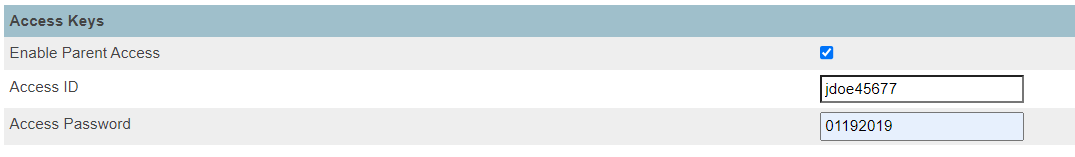 Access Keys
Enable Parent Access
Access ID jdoe45677
Access Password 01192019